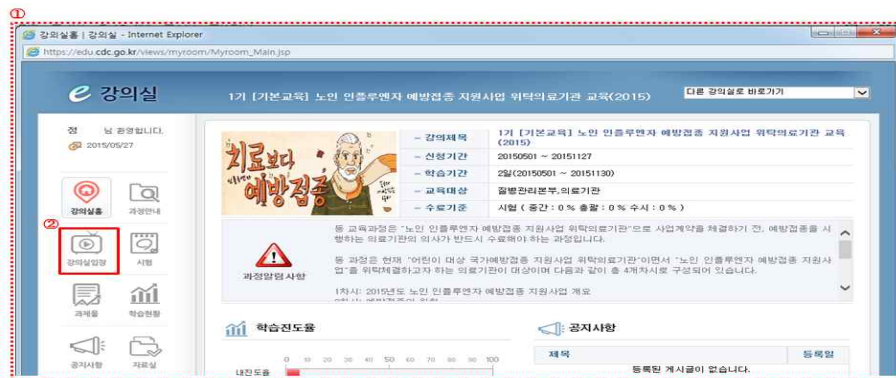 ①
강의실홈 | 강의실 - Internet Explorer
https://edu.cdc.go.kr/views/myroom/Myroom_Main.jsp
e 강의실
1기 [기본교육] 노인 인플루엔자 예방접종 지원사업 위탁의료기관 교육(2015)
다른 강의실로 바로가기
정 님 환영합니다.
2015/05/27
강의실홈
과정안내
②
강의실입장
시험
과제물
학습현황
공지사항
자료실
치료보다
예방접종
- 강의제목
1기 [기본교육] 노인 인플루엔자 예방접종 지원사업 위탁의료기관 교육
(2015)
- 신청기간
20150501 ~ 20151127
- 학습기간
2일(20150501 ~ 20151130)
- 교육대상
질병관리본부,의료기관
- 수료기준
시험 ( 중간 : 0 % 총괄 : 0 % 수시 : 0 % )
과정알림사항
동 교육과정은 "노인 인플루엔자 예방접종 지원사업 위탁의료기관"으로 사업계약을 체결하기 전, 예방접종을 시
행하는 의료기관의 의사가 반드시 수료해야 하는 과정입니다.
동 과정은 현재 "어린이 대상 국가예방접종 지원사업 위탁의료기관"이면서 "노인 인플루엔자 예방접종 지원사
업"을 위탁체결하고자 하는 의료기관이 대상이며 다음과 같이 총 4개차시로 구성되어 있습니다.
1차시: 2015년도 노인 인플루엔자 예방접종 지원사업 개요
학습진도율
0 10 20 30 40 50 60 70 80 90 100
내진도율
공지사항
제목
등록일
등록된 게시글이 없습니다.